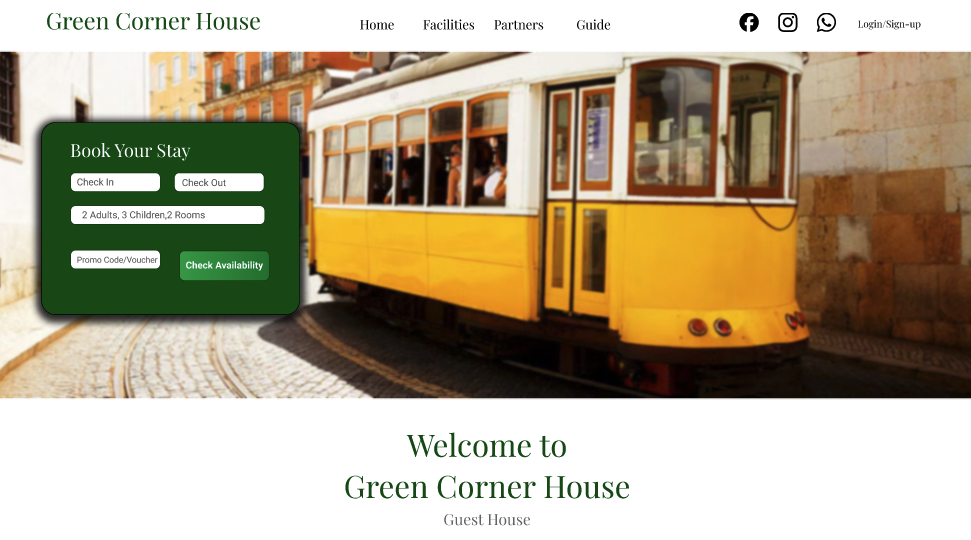 Green Corner House
Home Facilities Partners Guide
Login/Sign-up
Book Your Stay
Check In Check Out
2 Adults, 3 Children,2 Rooms
Promo Code/Voucher Check Availability
Welcome to
Green Corner House
Guest House